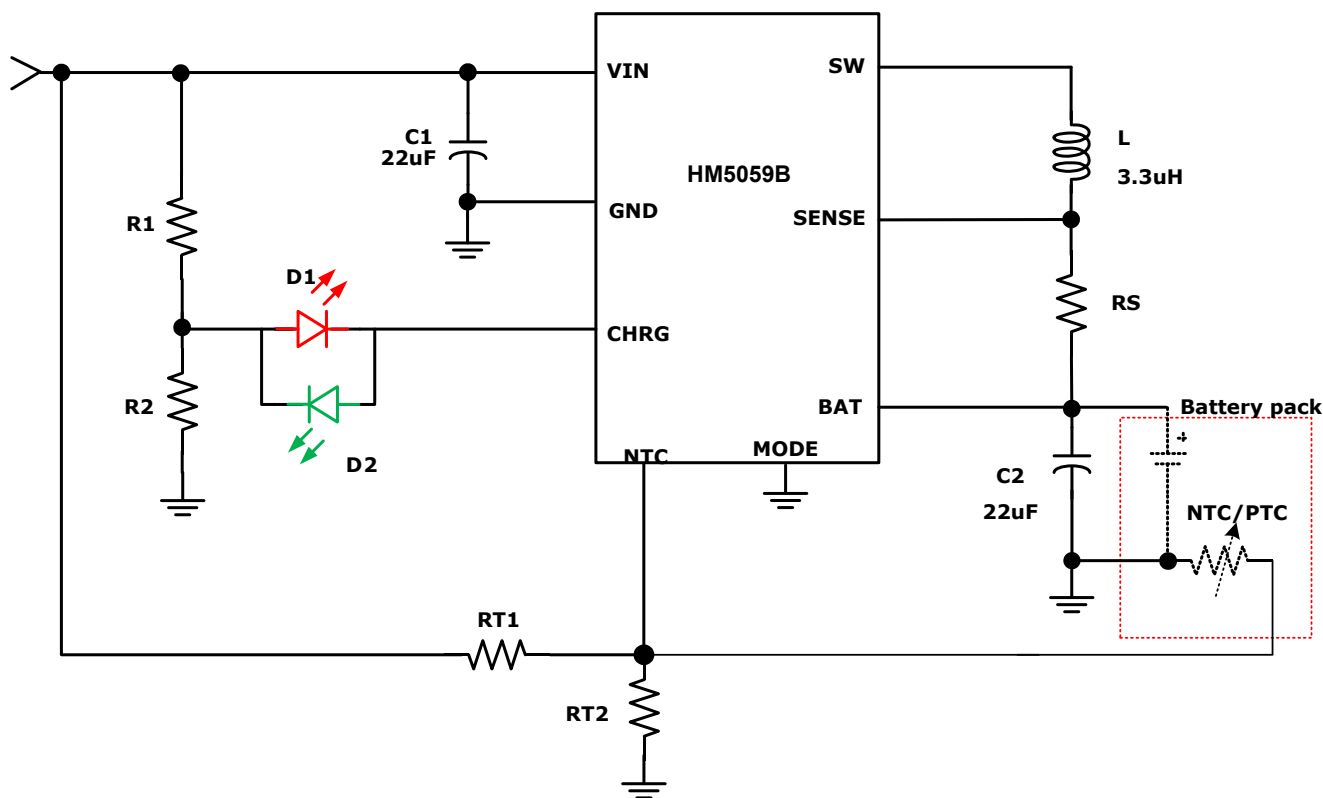 VIN
SW
C1
22uF
HM5059B
L
3.3uH
R1
GND
SENSE
D1
RS
CHRG
R2
BAT
Battery pack
+
D2
NTC
MODE
C2
22uF
NTC/PTC
RT1
RT2